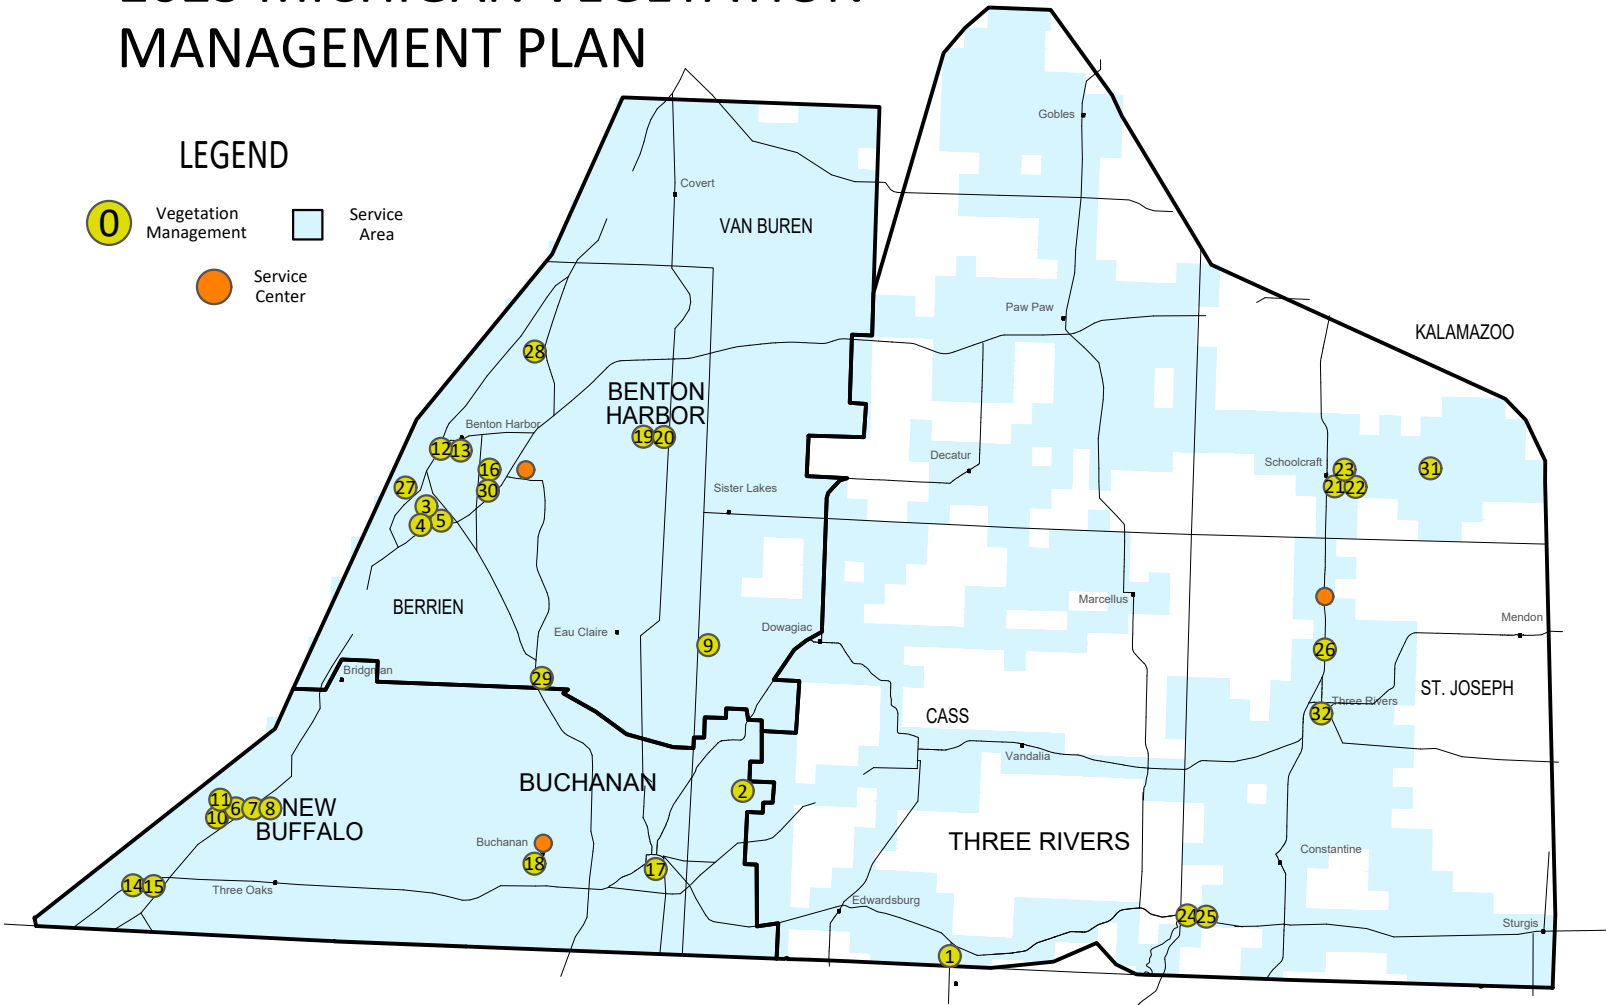 2025 MICHIGAN VEGETATION
MANAGEMENT PLAN
LEGEND
0
Vegetation
Management
Service
Area
Service
Center
Gobles
Covert
VAN BUREN
Paw Paw
KALAMAZOO
28
BENTON
HARBOR
Benton Harbor
12
13
19
20
16
30
27
3
4
5
Decatur
Schoolcraft
23
21
22
31
Sister Lakes
BERRIEN
Marcellus
Eau Claire
Dowagiac
9
Mendon
26
Bridgman
29
Three Rivers
32
ST. JOSEPH
CASS
Vandalia
BUCHANAN
2
11
10
6
7
8
NEW
BUFFALO
Buchanan
18
17
THREE RIVERS
Constantine
14
15
Three Oaks
Edwardsburg
24
25
Sturgis
1